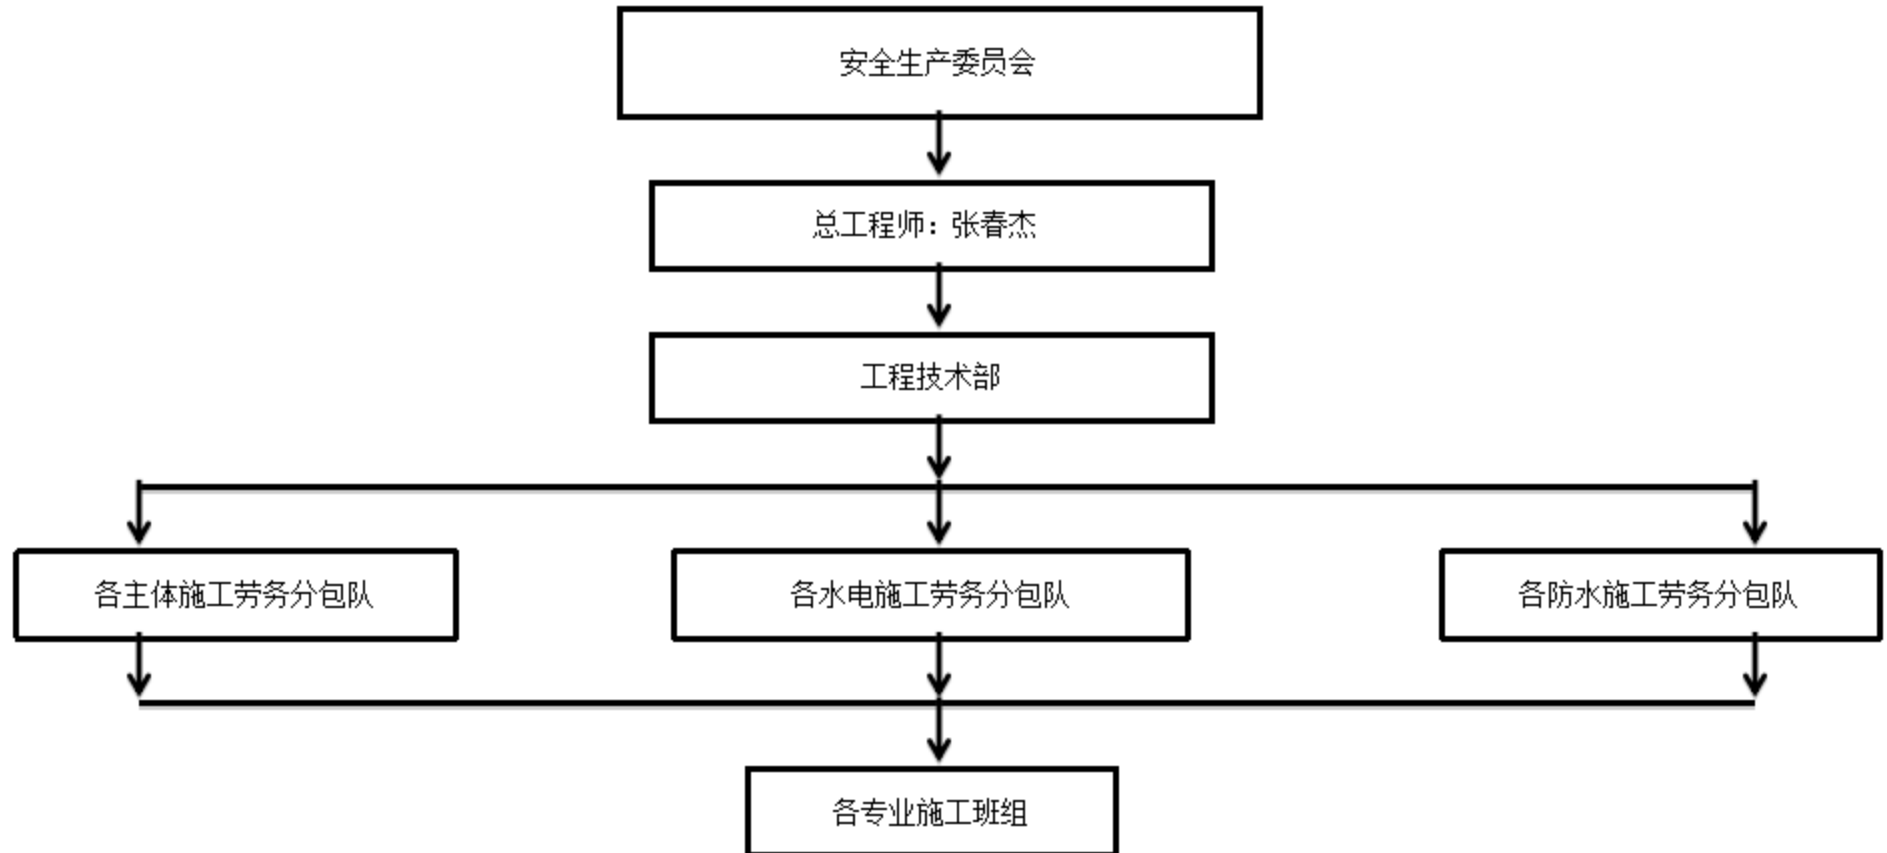 安全生产委员会
总工程师：张春杰
工程技术部
各主体施工劳务分包队
各水电施工劳务分包队
各防水施工劳务分包队
各专业施工班组